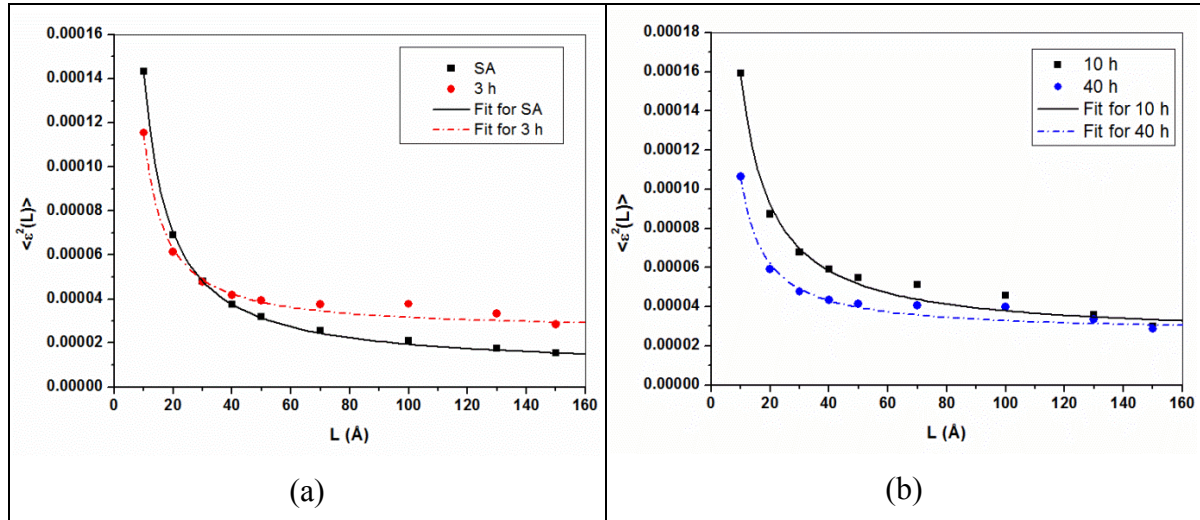 0.00016
0.00014
0.00012
0.00010
0.00008
0.00006
0.00004
0.00002
0.00000
<ε²(L)>
0 20 40 60 80 100 120 140 160
L (Å)
SA
3 h
Fit for SA
Fit for 3 h
(a)
0.00018
0.00016
0.00014
0.00012
0.00010
0.00008
0.00006
0.00004
0.00002
0.00000
<ε²(L)>
0 20 40 60 80 100 120 140 160
L (Å)
10 h
40 h
Fit for 10 h
Fit for 40 h
(b)